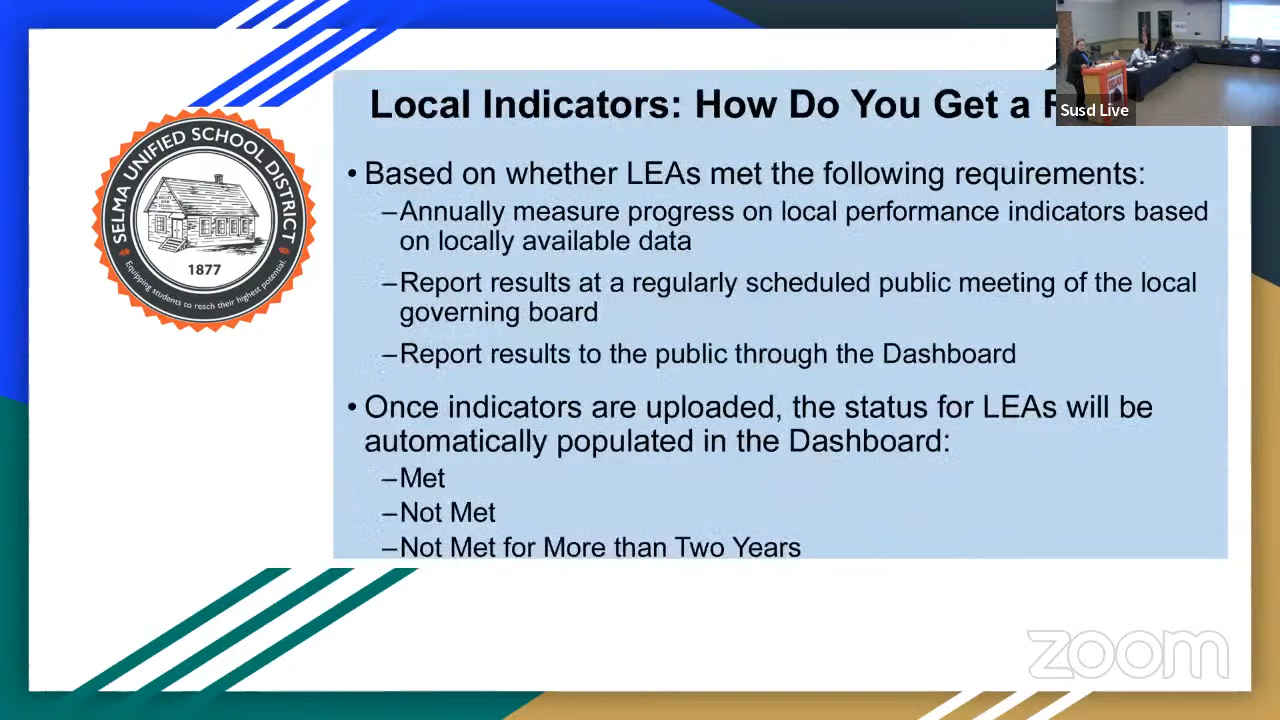 Local Indicators: How Do You Get a
Susd Live
SELMA UNIFIED SCHOOL DISTRICT
1877
Equipping students to reach their highest potential.
• Based on whether LEAs met the following requirements:
–Annually measure progress on local performance indicators based
on locally available data
–Report results at a regularly scheduled public meeting of the local
governing board
–Report results to the public through the Dashboard
• Once indicators are uploaded, the status for LEAs will be
automatically populated in the Dashboard:
–Met
–Not Met
–Not Met for More than Two Years
zoom